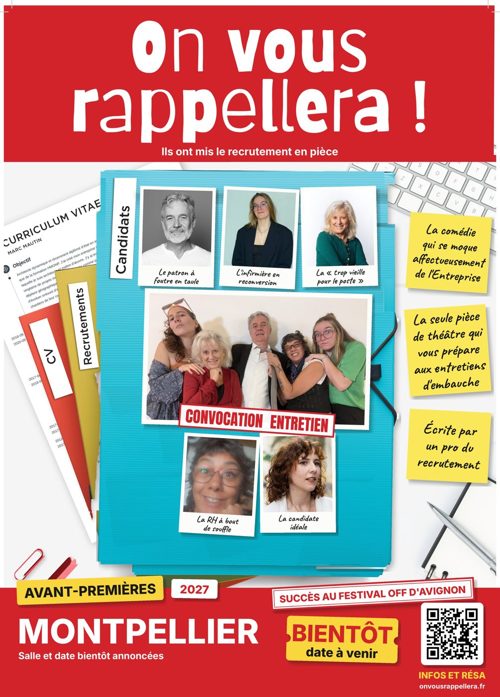 On vous
rappellera !
Ils ont mis le recrutement en pièce
CURRICULUM VITAE
MARC MAUTIN
Objectif
CV
Recrutements
Candidats
Le patron à
foutre en taule
L'infirmière en
reconversion
La « trop vieille
pour le poste »
CONVOCATION ENTRETIEN
La RH à bout
de souffle
La candidate
idéale
La comédie
qui se moque
affectueusement
de l'Entreprise
La seule pièce
de théâtre qui
vous prépare
aux entretiens
d'embauche
Écrite par
un pro du
recrutement
AVANT-PREMIÈRES
2027
SUCCÈS AU FESTIVAL OFF D'AVIGNON
MONTPELLIER
Salle et date bientôt annoncées
BIENTÔT
date à venir
INFOS ET RÉSA
onvousrappellera.fr